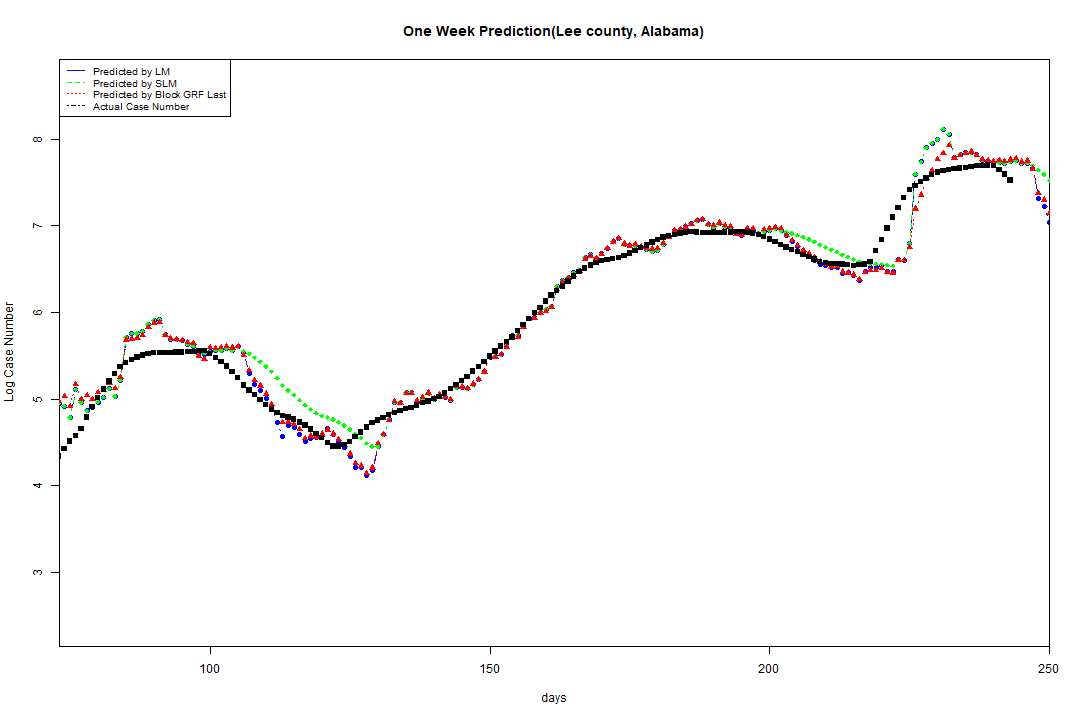 One Week Prediction(Lee county, Alabama)
Predicted by LM
Predicted by SLM
Predicted by Block GRF Last
Actual Case Number
8
7
6
5
4
3
Log Case Number
100 150 200 250
days